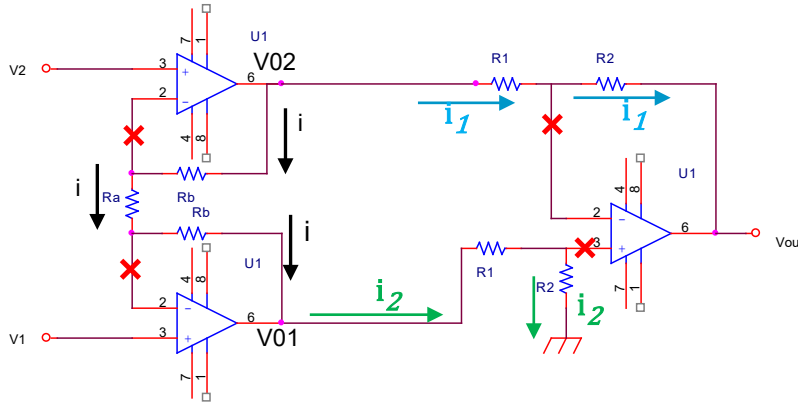 7 1 U1
V02
V2 3 + 6 R1 R2
2 −
i
i1 i1
4 8
i Rb
Ra Rb
4 8 U1
i
U1 4 8
2 −
6
3 +
Vou
R1
i2 R2 i2
2 −
6
V01
V1 3 +
7 1
7 1